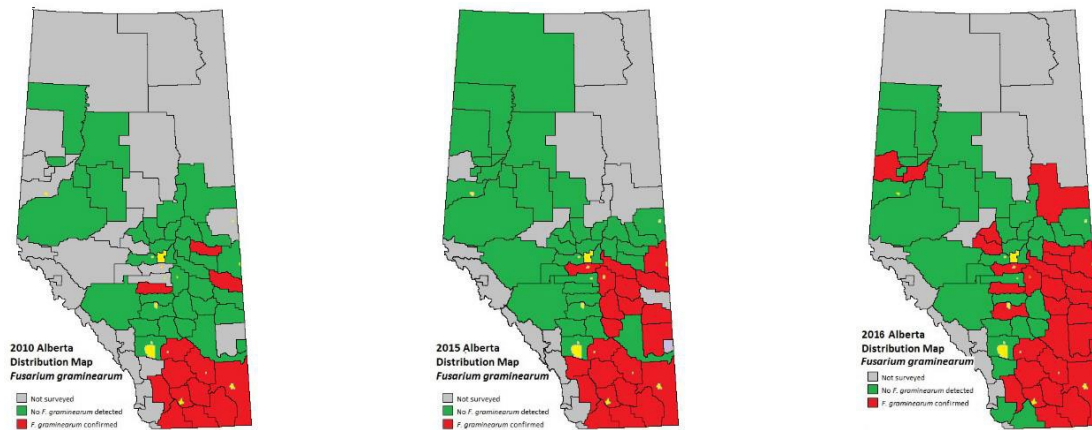 2010 Alberta
Distribution Map
Fusarium graminearum
Not surveyed
No F. graminearum detected
F. graminearum confirmed
2015 Alberta
Distribution Map
Fusarium graminearum
Not surveyed
No F. graminearum detected
F. graminearum confirmed
2016 Alberta
Distribution Map
Fusarium graminearum
Not surveyed
No F. graminearum detected
F. graminearum confirmed